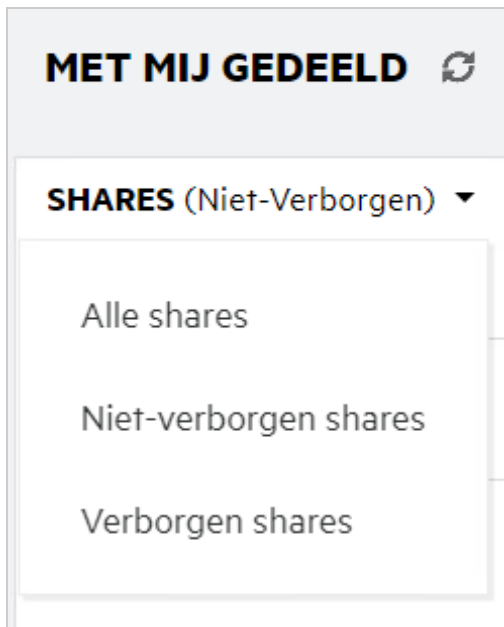 MET MIJ GEDEELD
SHARES (Niet-Verborgen)
Alle shares
Niet-verborgen shares
Verborgen shares